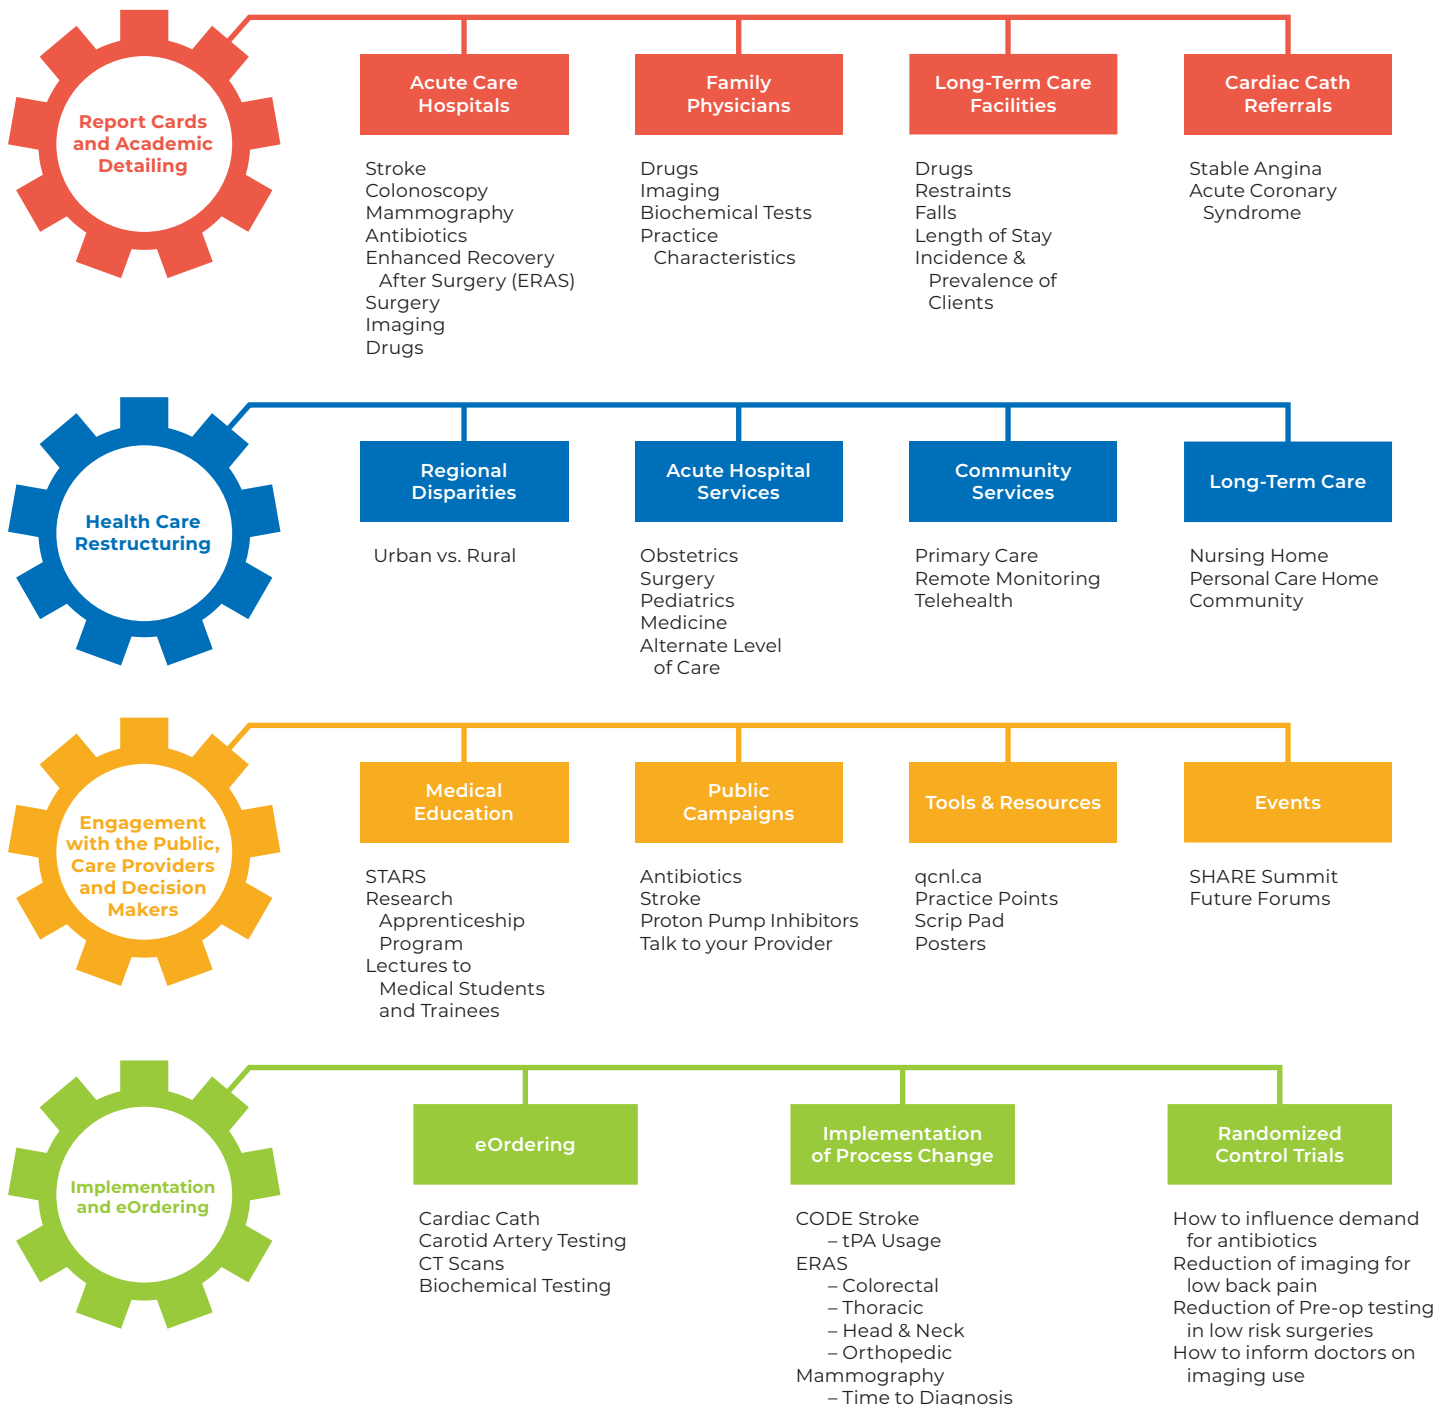 Report Cards
and Academic
Detailing
Acute Care
Hospitals
Stroke
Colonoscopy
Mammography
Antibiotics
Enhanced Recovery
After Surgery (ERAS)
Surgery
Imaging
Drugs
Family
Physicians
Drugs
Imaging
Biochemical Tests
Practice
Characteristics
Long-Term Care
Facilities
Drugs
Restraints
Falls
Length of Stay
Incidence &
Prevalence of
Clients
Cardiac Cath
Referrals
Stable Angina
Acute Coronary
Syndrome
Health Care
Restructuring
Regional
Disparities
Urban vs. Rural
Acute Hospital
Services
Obstetrics
Surgery
Pediatrics
Medicine
Alternate Level
of Care
Community
Services
Primary Care
Remote Monitoring
Telehealth
Long-Term Care
Nursing Home
Personal Care Home
Community
Engagement
with the Public,
Care Providers
and Decision
Makers
Medical
Education
STARS
Research
Apprenticeship
Program
Lectures to
Medical Students
and Trainees
Public
Campaigns
Antibiotics
Stroke
Proton Pump Inhibitors
Talk to your Provider
Tools & Resources
qcnl.ca
Practice Points
Scrip Pad
Posters
Events
SHARE Summit
Future Forums
Implementation
and eOrdering
eOrdering
Cardiac Cath
Carotid Artery Testing
CT Scans
Biochemical Testing
Implementation
of Process Change
CODE Stroke
– tPA Usage
ERAS
– Colorectal
– Thoracic
– Head & Neck
– Orthopedic
Mammography
– Time to Diagnosis
Randomized
Control Trials
How to influence demand
for antibiotics
Reduction of imaging for
low back pain
Reduction of Pre-op testing
in low risk surgeries
How to inform doctors on
imaging use